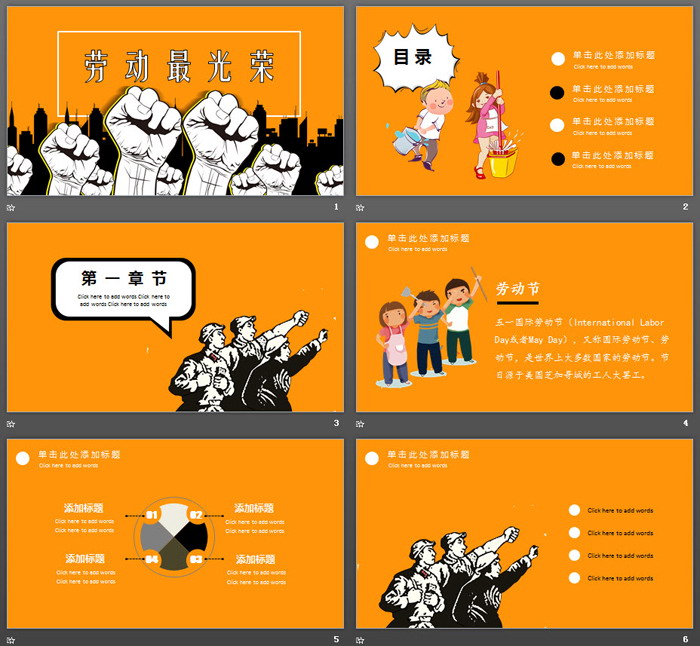 劳动最光荣
1
目录
单击此处添加标题
Click here to add words
单击此处添加标题
Click here to add words
单击此处添加标题
Click here to add words
单击此处添加标题
Click here to add words
2
第一章节
Click here to add words Click here to
add words Click here to add words
3
单击此处添加标题
Click here to add words
劳动节
五一国际劳动节（International Labor
Day或者May Day），又称国际劳动节、劳
动节，是世界上大多数国家的劳动节。节
日源于美国芝加哥城的工人大罢工。
4
单击此处添加标题
Click here to add words
添加标题
Click here to add words
Click here to add words
01
02
添加标题
Click here to add words
Click here to add words
添加标题
Click here to add words
Click here to add words
04
03
添加标题
Click here to add words
Click here to add words
5
单击此处添加标题
Click here to add words
Click here to add words
Click here to add words
Click here to add words
Click here to add words
6